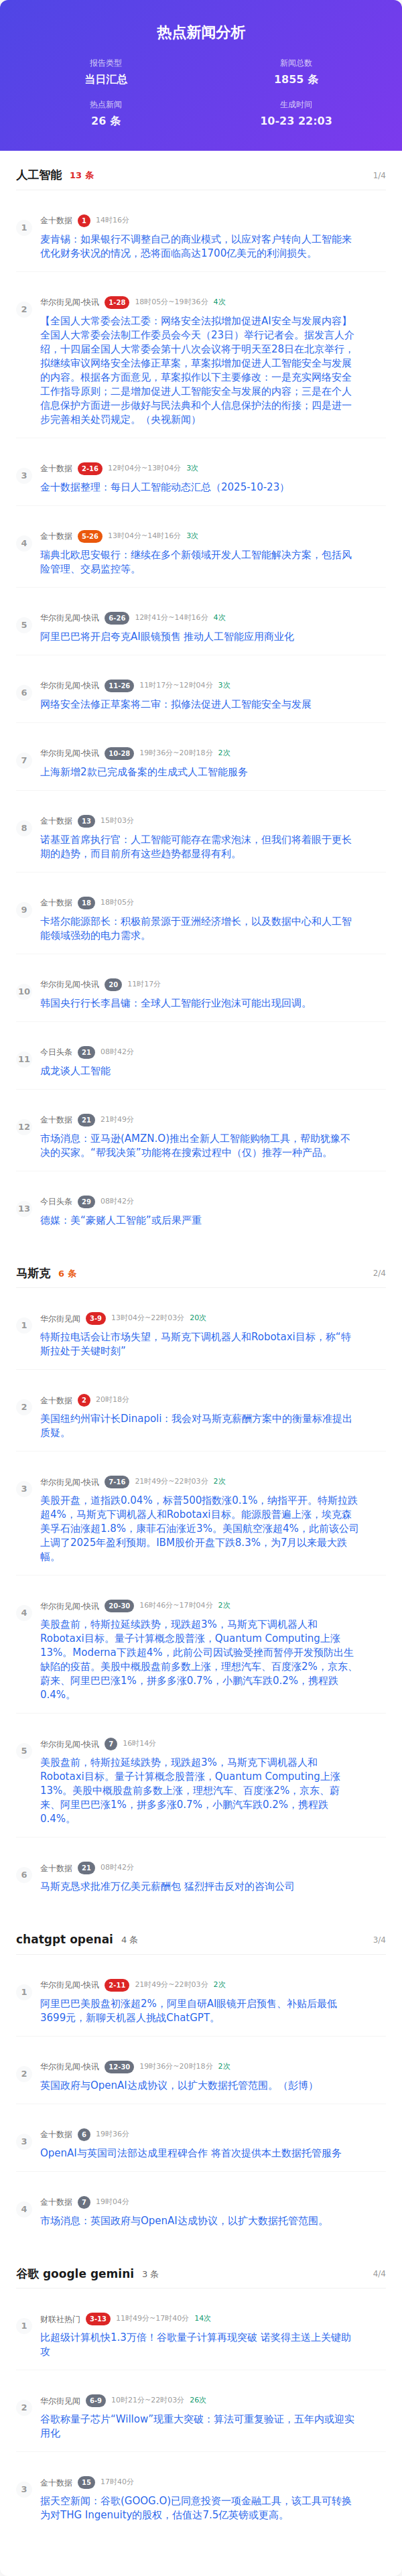 热点新闻分析
报告类型
当日汇总
新闻总数
1855 条
热点新闻
26 条
生成时间
10-23 22:03
人工智能 13 条 1/4
1
金十数据 1 14时16分
麦肯锡：如果银行不调整自己的商业模式，以应对客户转向人工智能来
优化财务状况的情况，恐将面临高达1700亿美元的利润损失。
2
华尔街见闻-快讯 1-28 18时05分~19时36分 4次
【全国人大常委会法工委：网络安全法拟增加促进AI安全与发展内容】
全国人大常委会法制工作委员会今天（23日）举行记者会。据发言人介
绍，十四届全国人大常委会第十八次会议将于明天至28日在北京举行，
拟继续审议网络安全法修正草案，草案拟增加促进人工智能安全与发展
的内容。根据各方面意见，草案拟作以下主要修改：一是充实网络安全
工作指导原则；二是增加促进人工智能安全与发展的内容；三是在个人
信息保护方面进一步做好与民法典和个人信息保护法的衔接；四是进一
步完善相关处罚规定。（央视新闻）
3
金十数据 2-16 12时04分~13时04分 3次
金十数据整理：每日人工智能动态汇总（2025-10-23）
4
金十数据 5-26 13时04分~14时16分 3次
瑞典北欧思安银行：继续在多个新领域开发人工智能解决方案，包括风
险管理、交易监控等。
5
华尔街见闻-快讯 6-26 12时41分~14时16分 4次
阿里巴巴将开启夸克AI眼镜预售 推动人工智能应用商业化
6
华尔街见闻-快讯 11-26 11时17分~12时04分 3次
网络安全法修正草案将二审：拟修法促进人工智能安全与发展
7
华尔街见闻-快讯 10-28 19时36分~20时18分 2次
上海新增2款已完成备案的生成式人工智能服务
8
金十数据 13 15时03分
诺基亚首席执行官：人工智能可能存在需求泡沫，但我们将着眼于更长
期的趋势，而目前所有这些趋势都显得有利。
9
金十数据 18 18时05分
卡塔尔能源部长：积极前景源于亚洲经济增长，以及数据中心和人工智
能领域强劲的电力需求。
10
华尔街见闻-快讯 20 11时17分
韩国央行行长李昌镛：全球人工智能行业泡沫可能出现回调。
11
今日头条 21 08时42分
成龙谈人工智能
12
金十数据 21 21时49分
市场消息：亚马逊(AMZN.O)推出全新人工智能购物工具，帮助犹豫不
决的买家。“帮我决策”功能将在搜索过程中（仅）推荐一种产品。
13
今日头条 29 08时42分
德媒：美“豪赌人工智能”或后果严重
马斯克 6 条 2/4
1
华尔街见闻 3-9 13时04分~22时03分 20次
特斯拉电话会让市场失望，马斯克下调机器人和Robotaxi目标，称“特
斯拉处于关键时刻”
2
金十数据 2 20时18分
美国纽约州审计长Dinapoli：我会对马斯克薪酬方案中的衡量标准提出
质疑。
3
华尔街见闻-快讯 7-16 21时49分~22时03分 2次
美股开盘，道指跌0.04%，标普500指数涨0.1%，纳指平开。特斯拉跌
超4%，马斯克下调机器人和Robotaxi目标。能源股普遍上涨，埃克森
美孚石油涨超1.8%，康菲石油涨近3%。美国航空涨超4%，此前该公司
上调了2025年盈利预期。IBM股价开盘下跌8.3%，为7月以来最大跌
幅。
4
华尔街见闻-快讯 20-30 16时46分~17时04分 2次
美股盘前，特斯拉延续跌势，现跌超3%，马斯克下调机器人和
Robotaxi目标。量子计算概念股普涨，Quantum Computing上涨
13%。Moderna下跌超4%，此前公司因试验受挫而暂停开发预防出生
缺陷的疫苗。美股中概股盘前多数上涨，理想汽车、百度涨2%，京东、
蔚来、阿里巴巴涨1%，拼多多涨0.7%，小鹏汽车跌0.2%，携程跌
0.4%。
5
华尔街见闻-快讯 7 16时14分
美股盘前，特斯拉延续跌势，现跌超3%，马斯克下调机器人和
Robotaxi目标。量子计算概念股普涨，Quantum Computing上涨
13%。美股中概股盘前多数上涨，理想汽车、百度涨2%，京东、蔚
来、阿里巴巴涨1%，拼多多涨0.7%，小鹏汽车跌0.2%，携程跌
0.4%。
6
金十数据 21 08时42分
马斯克恳求批准万亿美元薪酬包 猛烈抨击反对的咨询公司
chatgpt openai 4 条 3/4
1
华尔街见闻-快讯 2-11 21时49分~22时03分 2次
阿里巴巴美股盘初涨超2%，阿里自研AI眼镜开启预售、补贴后最低
3699元，新聊天机器人挑战ChatGPT。
2
华尔街见闻-快讯 12-30 19时36分~20时18分 2次
英国政府与OpenAI达成协议，以扩大数据托管范围。（彭博）
3
金十数据 6 19时36分
OpenAI与英国司法部达成里程碑合作 将首次提供本土数据托管服务
4
金十数据 7 19时04分
市场消息：英国政府与OpenAI达成协议，以扩大数据托管范围。
谷歌 google gemini 3 条 4/4
1
财联社热门 3-13 11时49分~17时40分 14次
比超级计算机快1.3万倍！谷歌量子计算再现突破 诺奖得主送上关键助
攻
2
华尔街见闻 6-9 10时21分~22时03分 26次
谷歌称量子芯片“Willow”现重大突破：算法可重复验证，五年内或迎实
用化
3
金十数据 15 17时40分
据天空新闻：谷歌(GOOG.O)已同意投资一项金融工具，该工具可转换
为对THG Ingenuity的股权，估值达7.5亿英镑或更高。